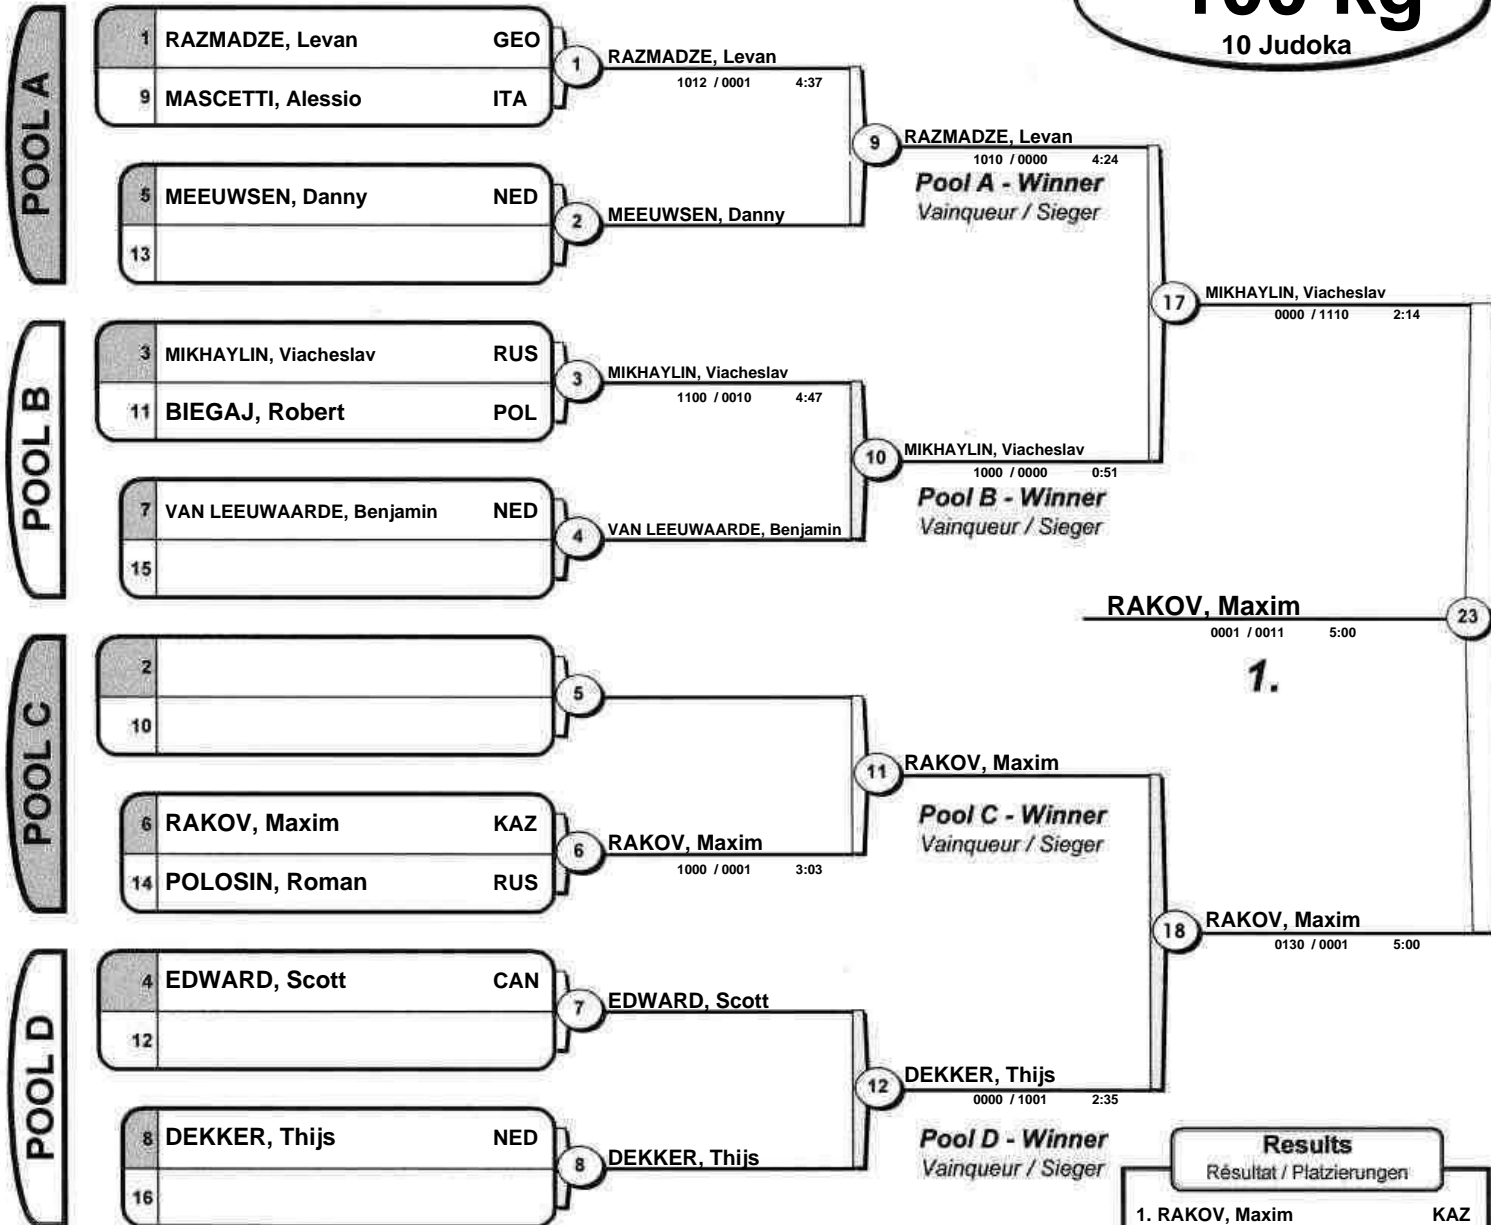 100 kg
10 Judoka
POOL A
1 RAZMADZE, Levan GEO
9 MASCETTI, Alessio ITA
5 MEEUWSEN, Danny NED
13
1
RAZMADZE, Levan
1012 / 0001 4:37
2
MEEUWSEN, Danny
9
RAZMADZE, Levan
1010 / 0000 4:24
Pool A - Winner
Vainqueur / Sieger
POOL B
3 MIKHAYLIN, Viacheslav RUS
11 BIEGAJ, Robert POL
7 VAN LEEUWAARDE, Benjamin NED
15
3
MIKHAYLIN, Viacheslav
1100 / 0010 4:47
4
VAN LEEUWAARDE, Benjamin
10
MIKHAYLIN, Viacheslav
1000 / 0000 0:51
Pool B - Winner
Vainqueur / Sieger
17
MIKHAYLIN, Viacheslav
0000 / 1110 2:14
RAKOV, Maxim
0001 / 0011 5:00
23
1.
POOL C
2
10
6 RAKOV, Maxim KAZ
14 POLOSIN, Roman RUS
5
6
RAKOV, Maxim
1000 / 0001 3:03
11
RAKOV, Maxim
Pool C - Winner
Vainqueur / Sieger
18
RAKOV, Maxim
0130 / 0001 5:00
POOL D
4 EDWARD, Scott CAN
12
8 DEKKER, Thijs NED
16
7
EDWARD, Scott
8
DEKKER, Thijs
12
DEKKER, Thijs
0000 / 1001 2:35
Pool D - Winner
Vainqueur / Sieger
Results
Résultat / Platzierungen
1. RAKOV, Maxim KAZ